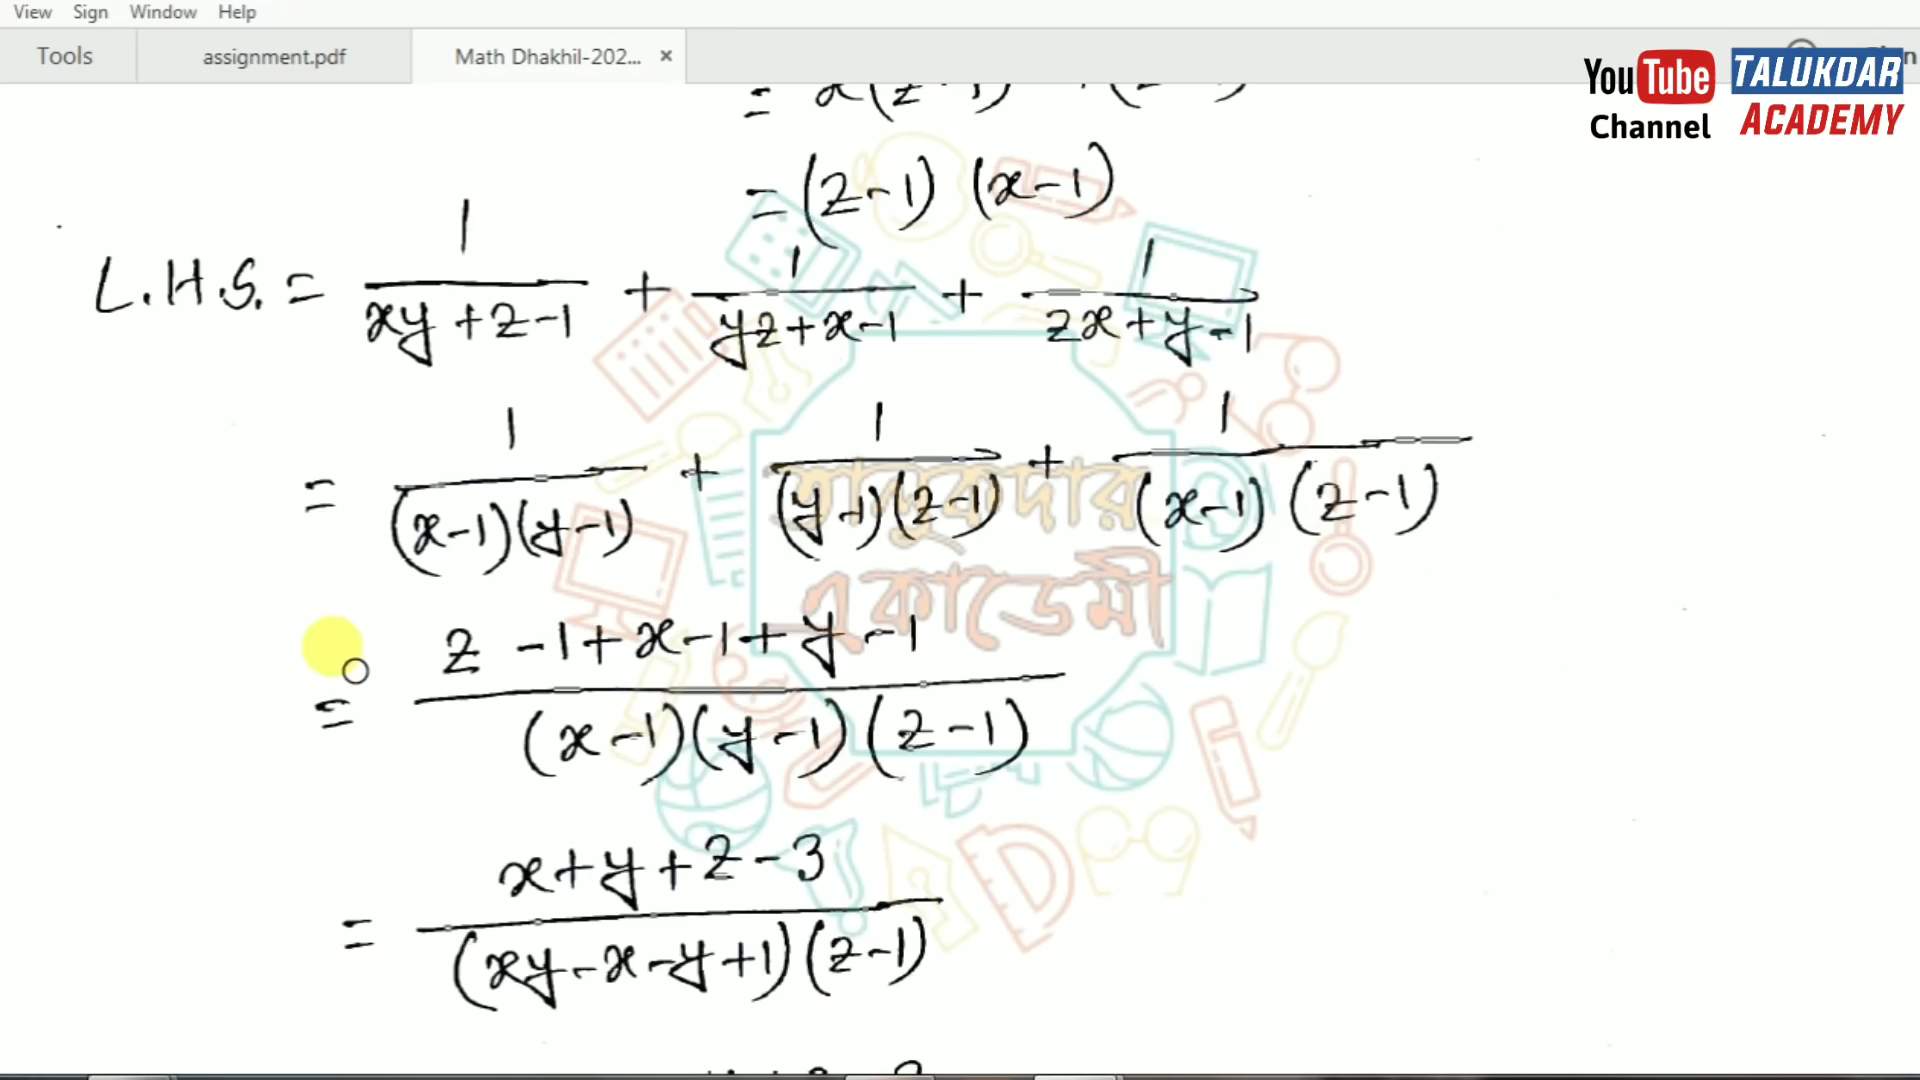 View Sign Window Help
Tools assignment.pdf Math Dhakhil-202... ×
YouTube Channel TALUKDAR ACADEMY
= (z-1) (x-1)
L.H.S. = 1/(xy+z-1) + 1/(yz+x-1) + 1/(zx+y-1)
= 1/((x-1)(y-1)) + 1/((y-1)(z-1)) + 1/((x-1)(z-1))
তালুকদার
একাডেমী
= (z-1+x-1+y-1)/((x-1)(y-1)(z-1))
= (x+y+z-3)/((xy-x-y+1)(z-1))